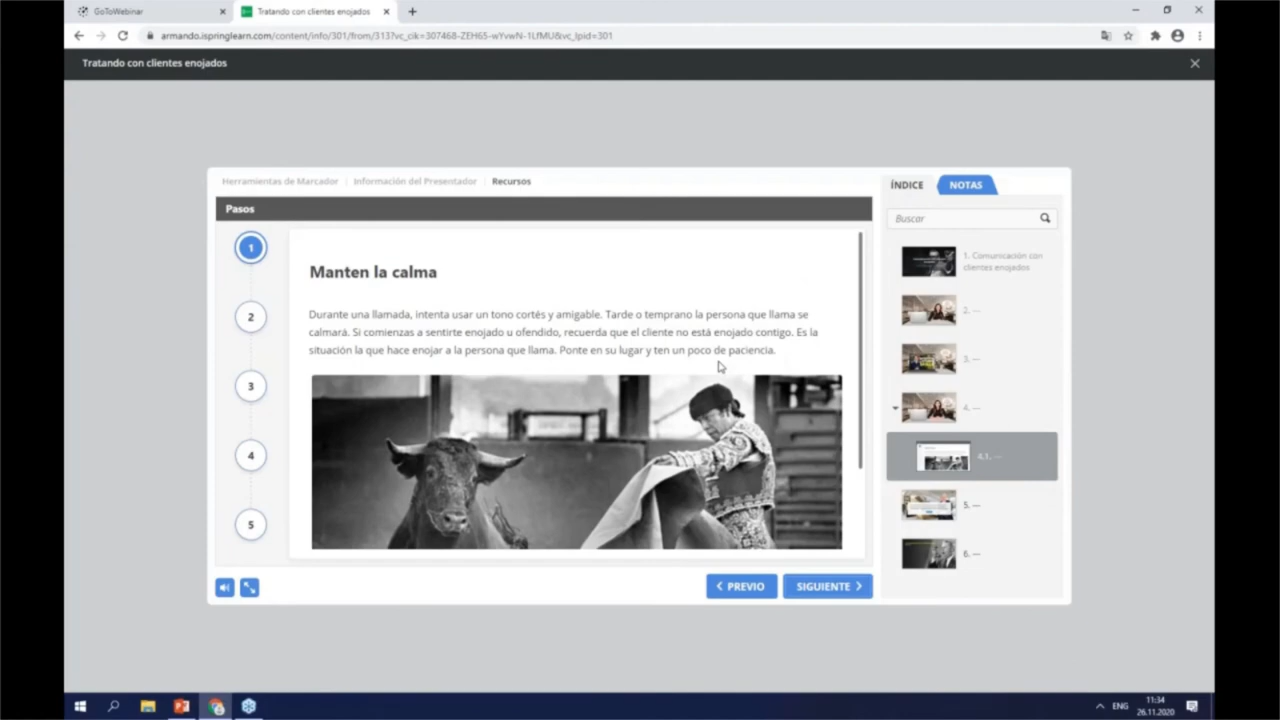 GoToWebinar
Tratando con clientes enojados
armando.ispringlearn.com/content/info/301/from/313?vc_cik=307468-ZEH65-wYvwN-1LfMU&vc_lpid=301
Tratando con clientes enojados
Herramientas de Marcador | Información del Presentador | Recursos
Pasos
1
2
3
4
5
Manten la calma
Durante una llamada, intenta usar un tono cortés y amigable. Tarde o temprano la persona que llama se
calmará. Si comienzas a sentirte enojado u ofendido, recuerda que el cliente no está enojado contigo. Es la
situación la que hace enojar a la persona que llama. Ponte en su lugar y ten un poco de paciencia.
PREVIO
SIGUIENTE
ÍNDICE
NOTAS
Buscar
1. Comunicación con
clientes enojados
2. —
3. —
4. —
4.1. —
5. —
6. —
ENG
11:34
26.11.2020